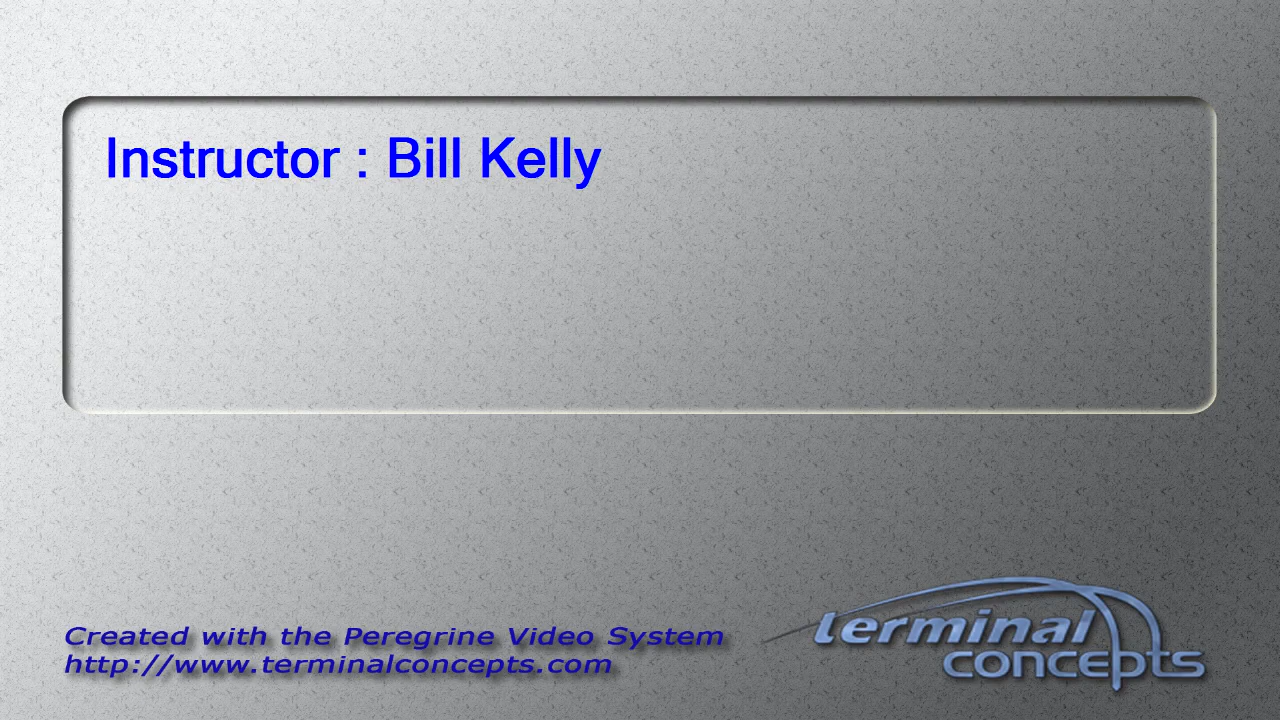 Instructor : Bill Kelly
Created with the Peregrine Video System
http://www.terminalconcepts.com
terminal
concepts